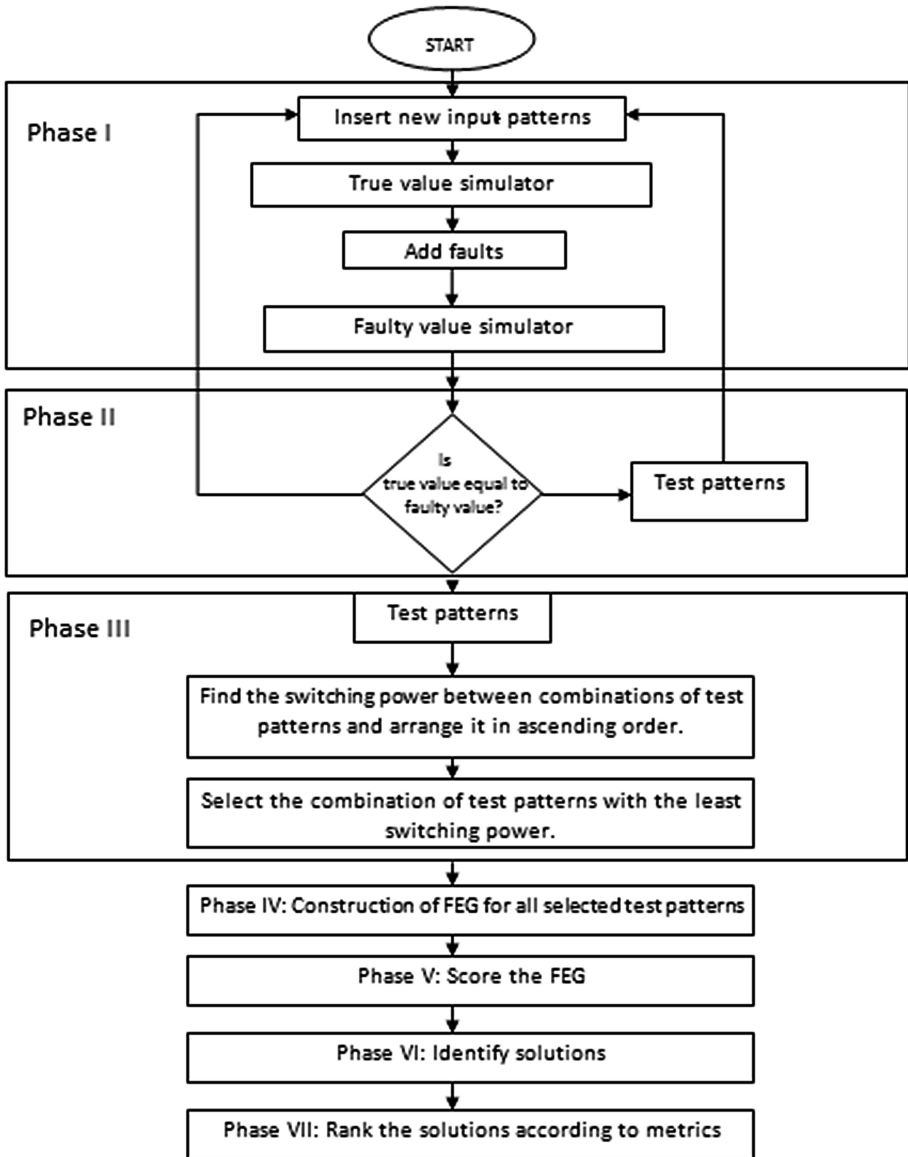 START
Phase I
Insert new input patterns
True value simulator
Add faults
Faulty value simulator
Phase II
Is
true value equal to
faulty value?
Test patterns
Phase III
Test patterns
Find the switching power between combinations of test
patterns and arrange it in ascending order.
Select the combination of test patterns with the least
switching power.
Phase IV: Construction of FEG for all selected test patterns
Phase V: Score the FEG
Phase VI: Identify solutions
Phase VII: Rank the solutions according to metrics